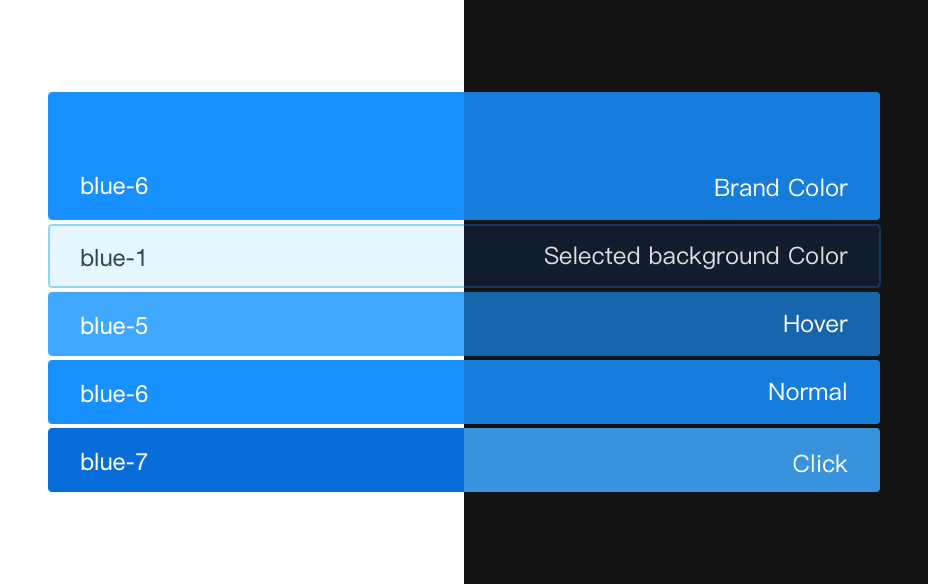 blue-6 Brand Color
blue-1 Selected background Color
blue-5 Hover
blue-6 Normal
blue-7 Click